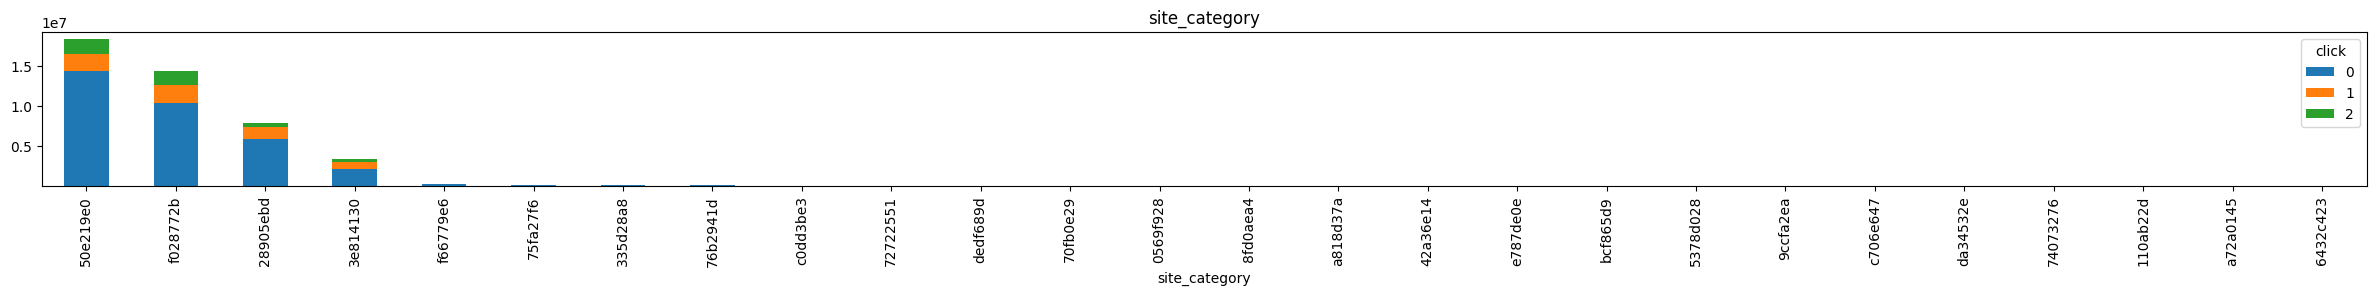 site_category
1e7
1.5
1.0
0.5
click
0
1
2
50e219e0
f028772b
28905ebd
3e814130
f66779e6
75fa27f6
335d28a8
76b2941d
c0dd3be3
72722551
dedf689d
70fb0e29
0569f928
8fd0aea4
a818d37a
42a36e14
e787de0e
bcf865d9
5378d028
9ccfa2ea
c706e647
da34532e
74073276
110ab22d
a72a0145
6432c423
site_category